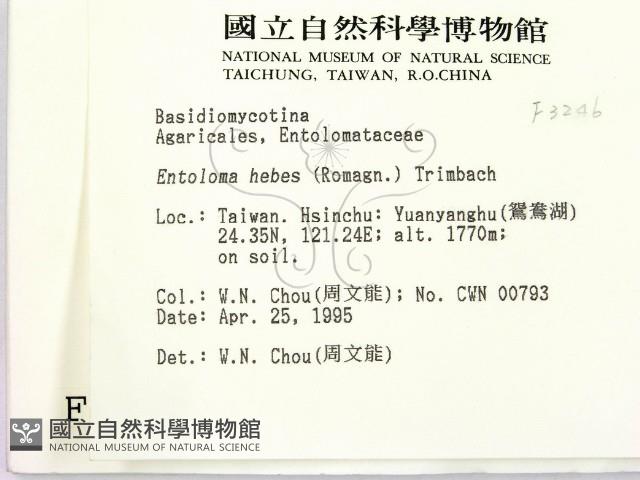 國立自然科學博物館
NATIONAL MUSEUM OF NATURAL SCIENCE
TAICHUNG, TAIWAN, R.O.CHINA
F3246
Basidiomycotina
Agaricales, Entolomataceae
Entoloma hebes (Romagn.) Trimbach
Loc.: Taiwan. Hsinchu: Yuanyanghu(鴛鴦湖)
24.35N, 121.24E; alt. 1770m;
on soil.
Col.: W.N. Chou(周文能); No. CWN 00793
Date: Apr. 25, 1995
Det.: W.N. Chou(周文能)
F
國立自然科學博物館
NATIONAL MUSEUM OF NATURAL SCIENCE